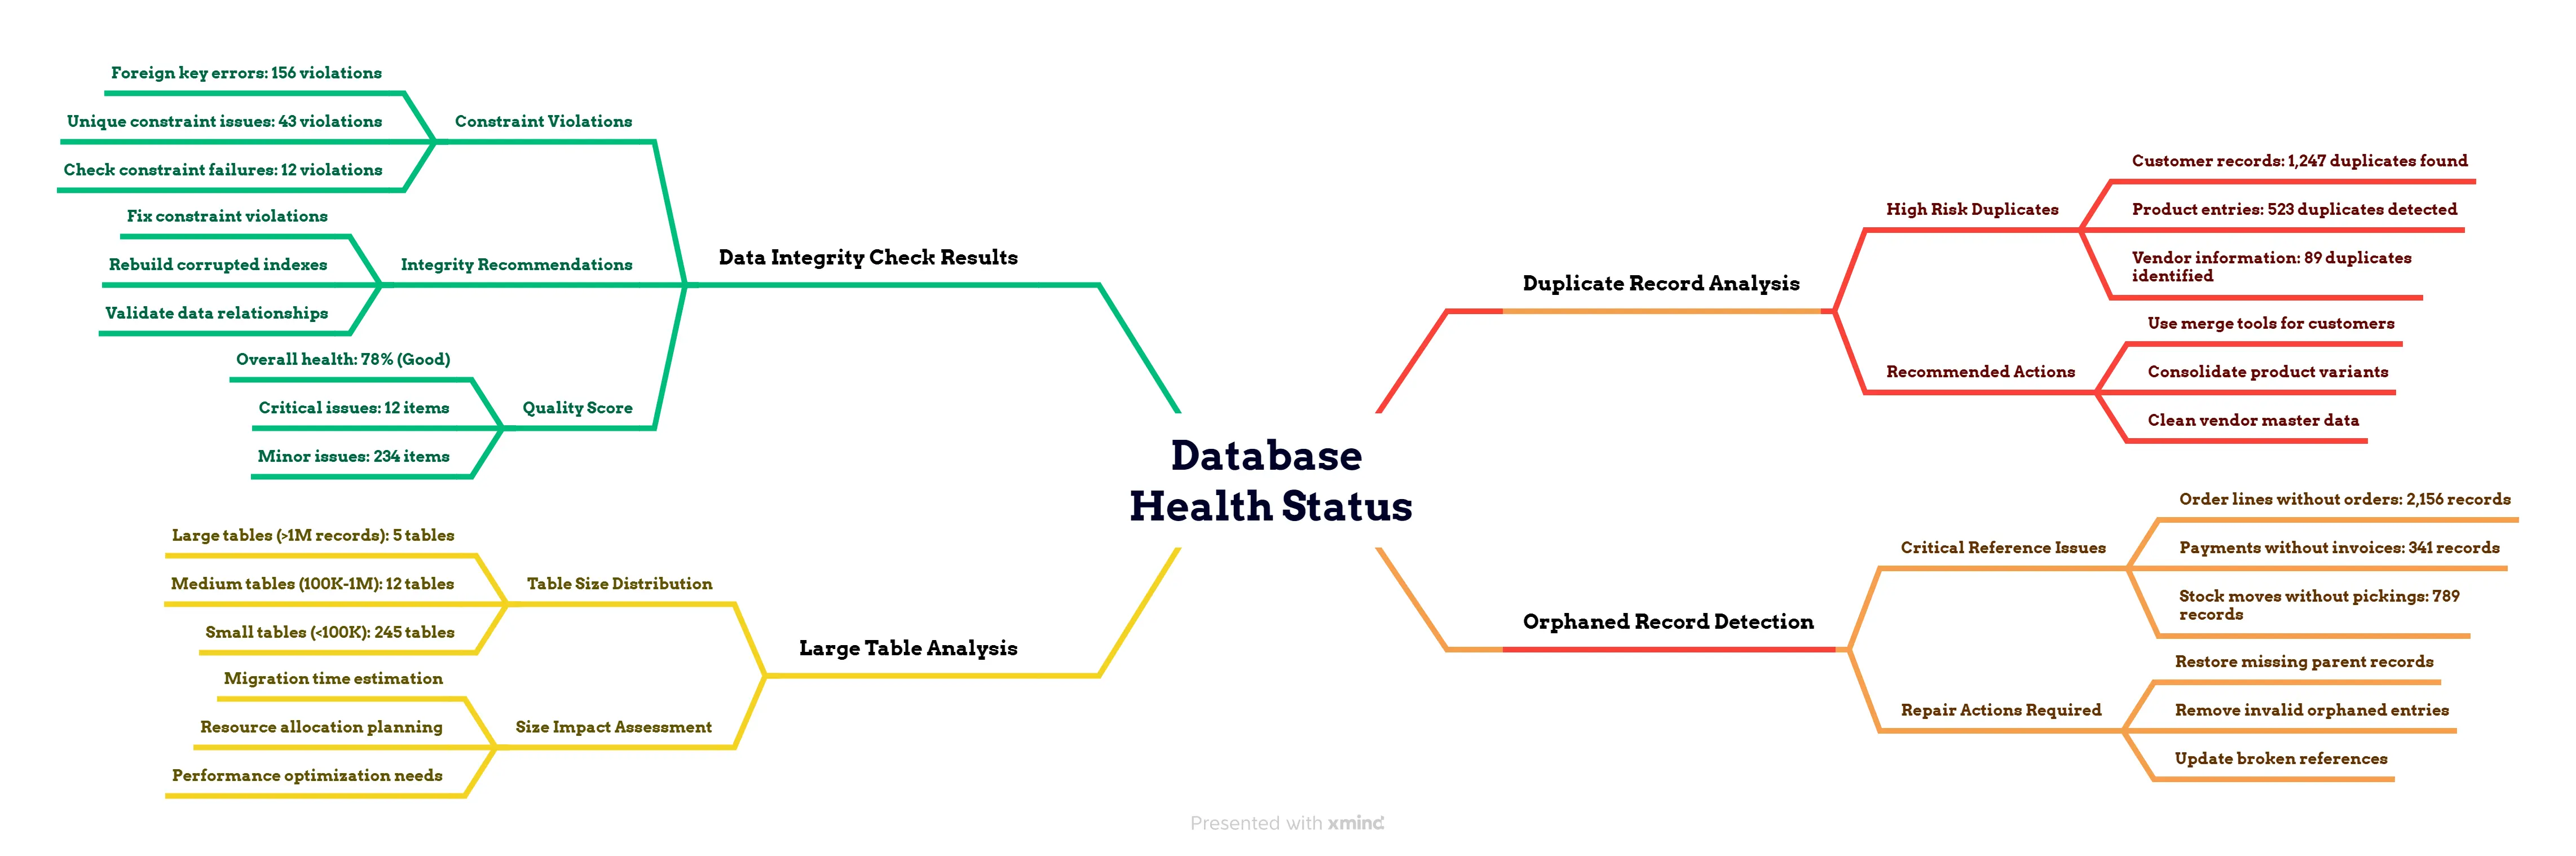 Database
Health Status
Duplicate Record Analysis
High Risk Duplicates
Customer records: 1,247 duplicates found
Product entries: 523 duplicates detected
Vendor information: 89 duplicates
identified
Recommended Actions
Use merge tools for customers
Consolidate product variants
Clean vendor master data
Orphaned Record Detection
Critical Reference Issues
Order lines without orders: 2,156 records
Payments without invoices: 341 records
Stock moves without pickings: 789
records
Repair Actions Required
Restore missing parent records
Remove invalid orphaned entries
Update broken references
Data Integrity Check Results
Constraint Violations
Foreign key errors: 156 violations
Unique constraint issues: 43 violations
Check constraint failures: 12 violations
Integrity Recommendations
Fix constraint violations
Rebuild corrupted indexes
Validate data relationships
Quality Score
Overall health: 78% (Good)
Critical issues: 12 items
Minor issues: 234 items
Large Table Analysis
Table Size Distribution
Large tables (>1M records): 5 tables
Medium tables (100K-1M): 12 tables
Small tables (<100K): 245 tables
Size Impact Assessment
Migration time estimation
Resource allocation planning
Performance optimization needs
Presented with xmind